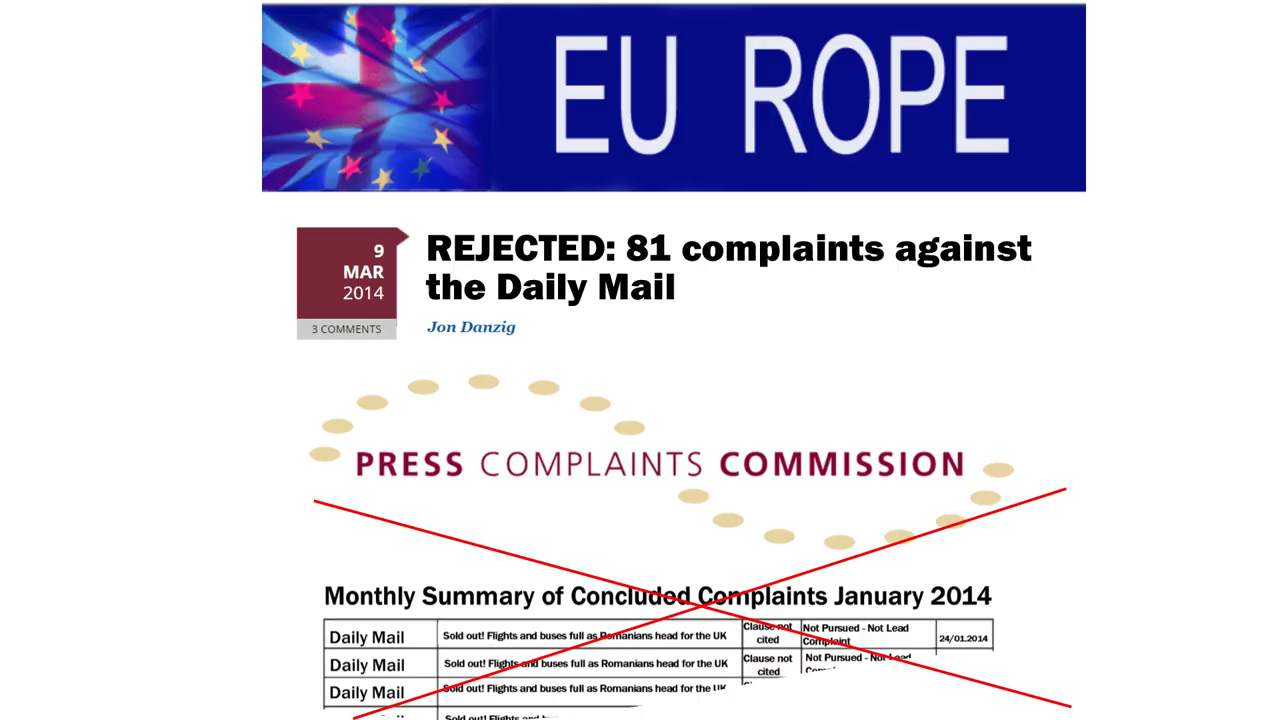 EU ROPE
9
MAR
2014
3 COMMENTS
REJECTED: 81 complaints against
the Daily Mail
Jon Danzig
PRESS COMPLAINTS COMMISSION
Monthly Summary of Concluded Complaints January 2014
Daily Mail Sold out! Flights and buses full as Romanians head for the UK Clause not cited Not Pursued - Not Lead Complaint 24/01.2014
Daily Mail Sold out! Flights and buses full as Romanians head for the UK Clause not cited Not Pursued - Not Lead
Daily Mail Sold out! Flights and buses full as Romanians head for the UK
Sold out! Flights and